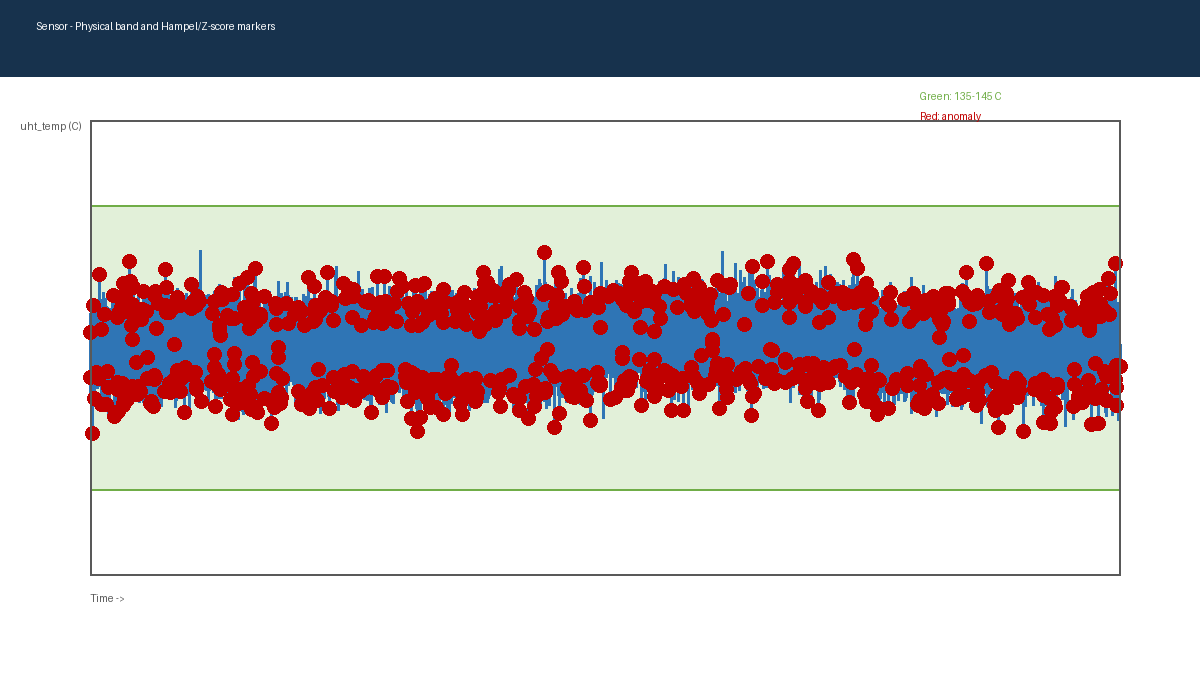 Sensor - Physical band and Hampel/Z-score markers
Green: 135-145 C
Red: anomaly
uht_temp (C)
Time ->